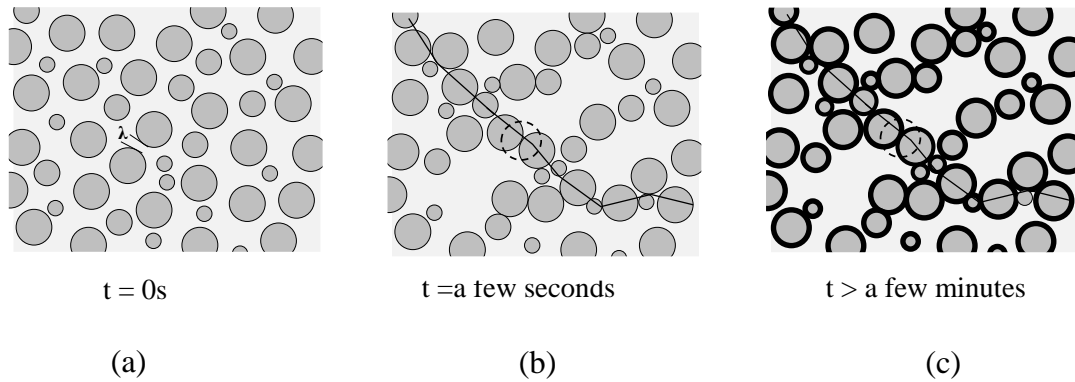 λ
t = 0s
t =a few seconds
t > a few minutes
(a)
(b)
(c)